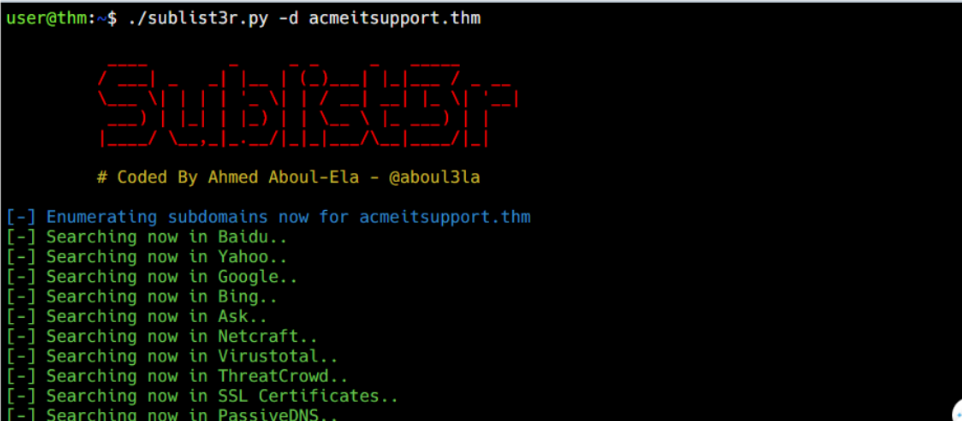 user@thm:~$ ./sublist3r.py -d acmeitsupport.thm
Sublist3r
# Coded By Ahmed Aboul-Ela - @aboul3la
[-] Enumerating subdomains now for acmeitsupport.thm
[-] Searching now in Baidu..
[-] Searching now in Yahoo..
[-] Searching now in Google..
[-] Searching now in Bing..
[-] Searching now in Ask..
[-] Searching now in Netcraft..
[-] Searching now in Virustotal..
[-] Searching now in ThreatCrowd..
[-] Searching now in SSL Certificates..
[-] Searching now in PassiveDNS..